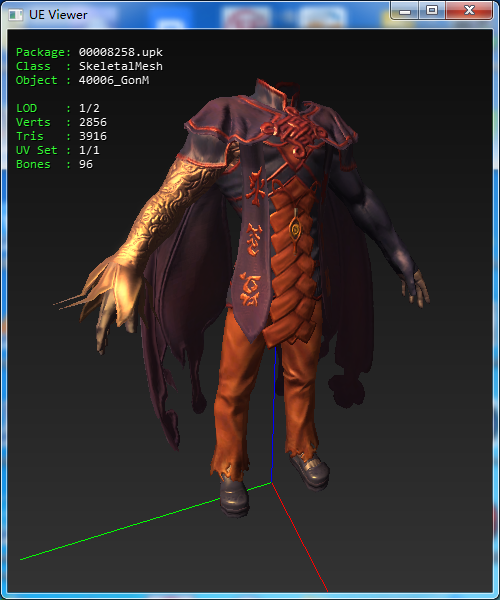 UE Viewer
Package: 00008258.upk
Class : SkeletalMesh
Object : 40006_GonM
LOD : 1/2
Verts : 2856
Tris : 3916
UV Set : 1/1
Bones : 96